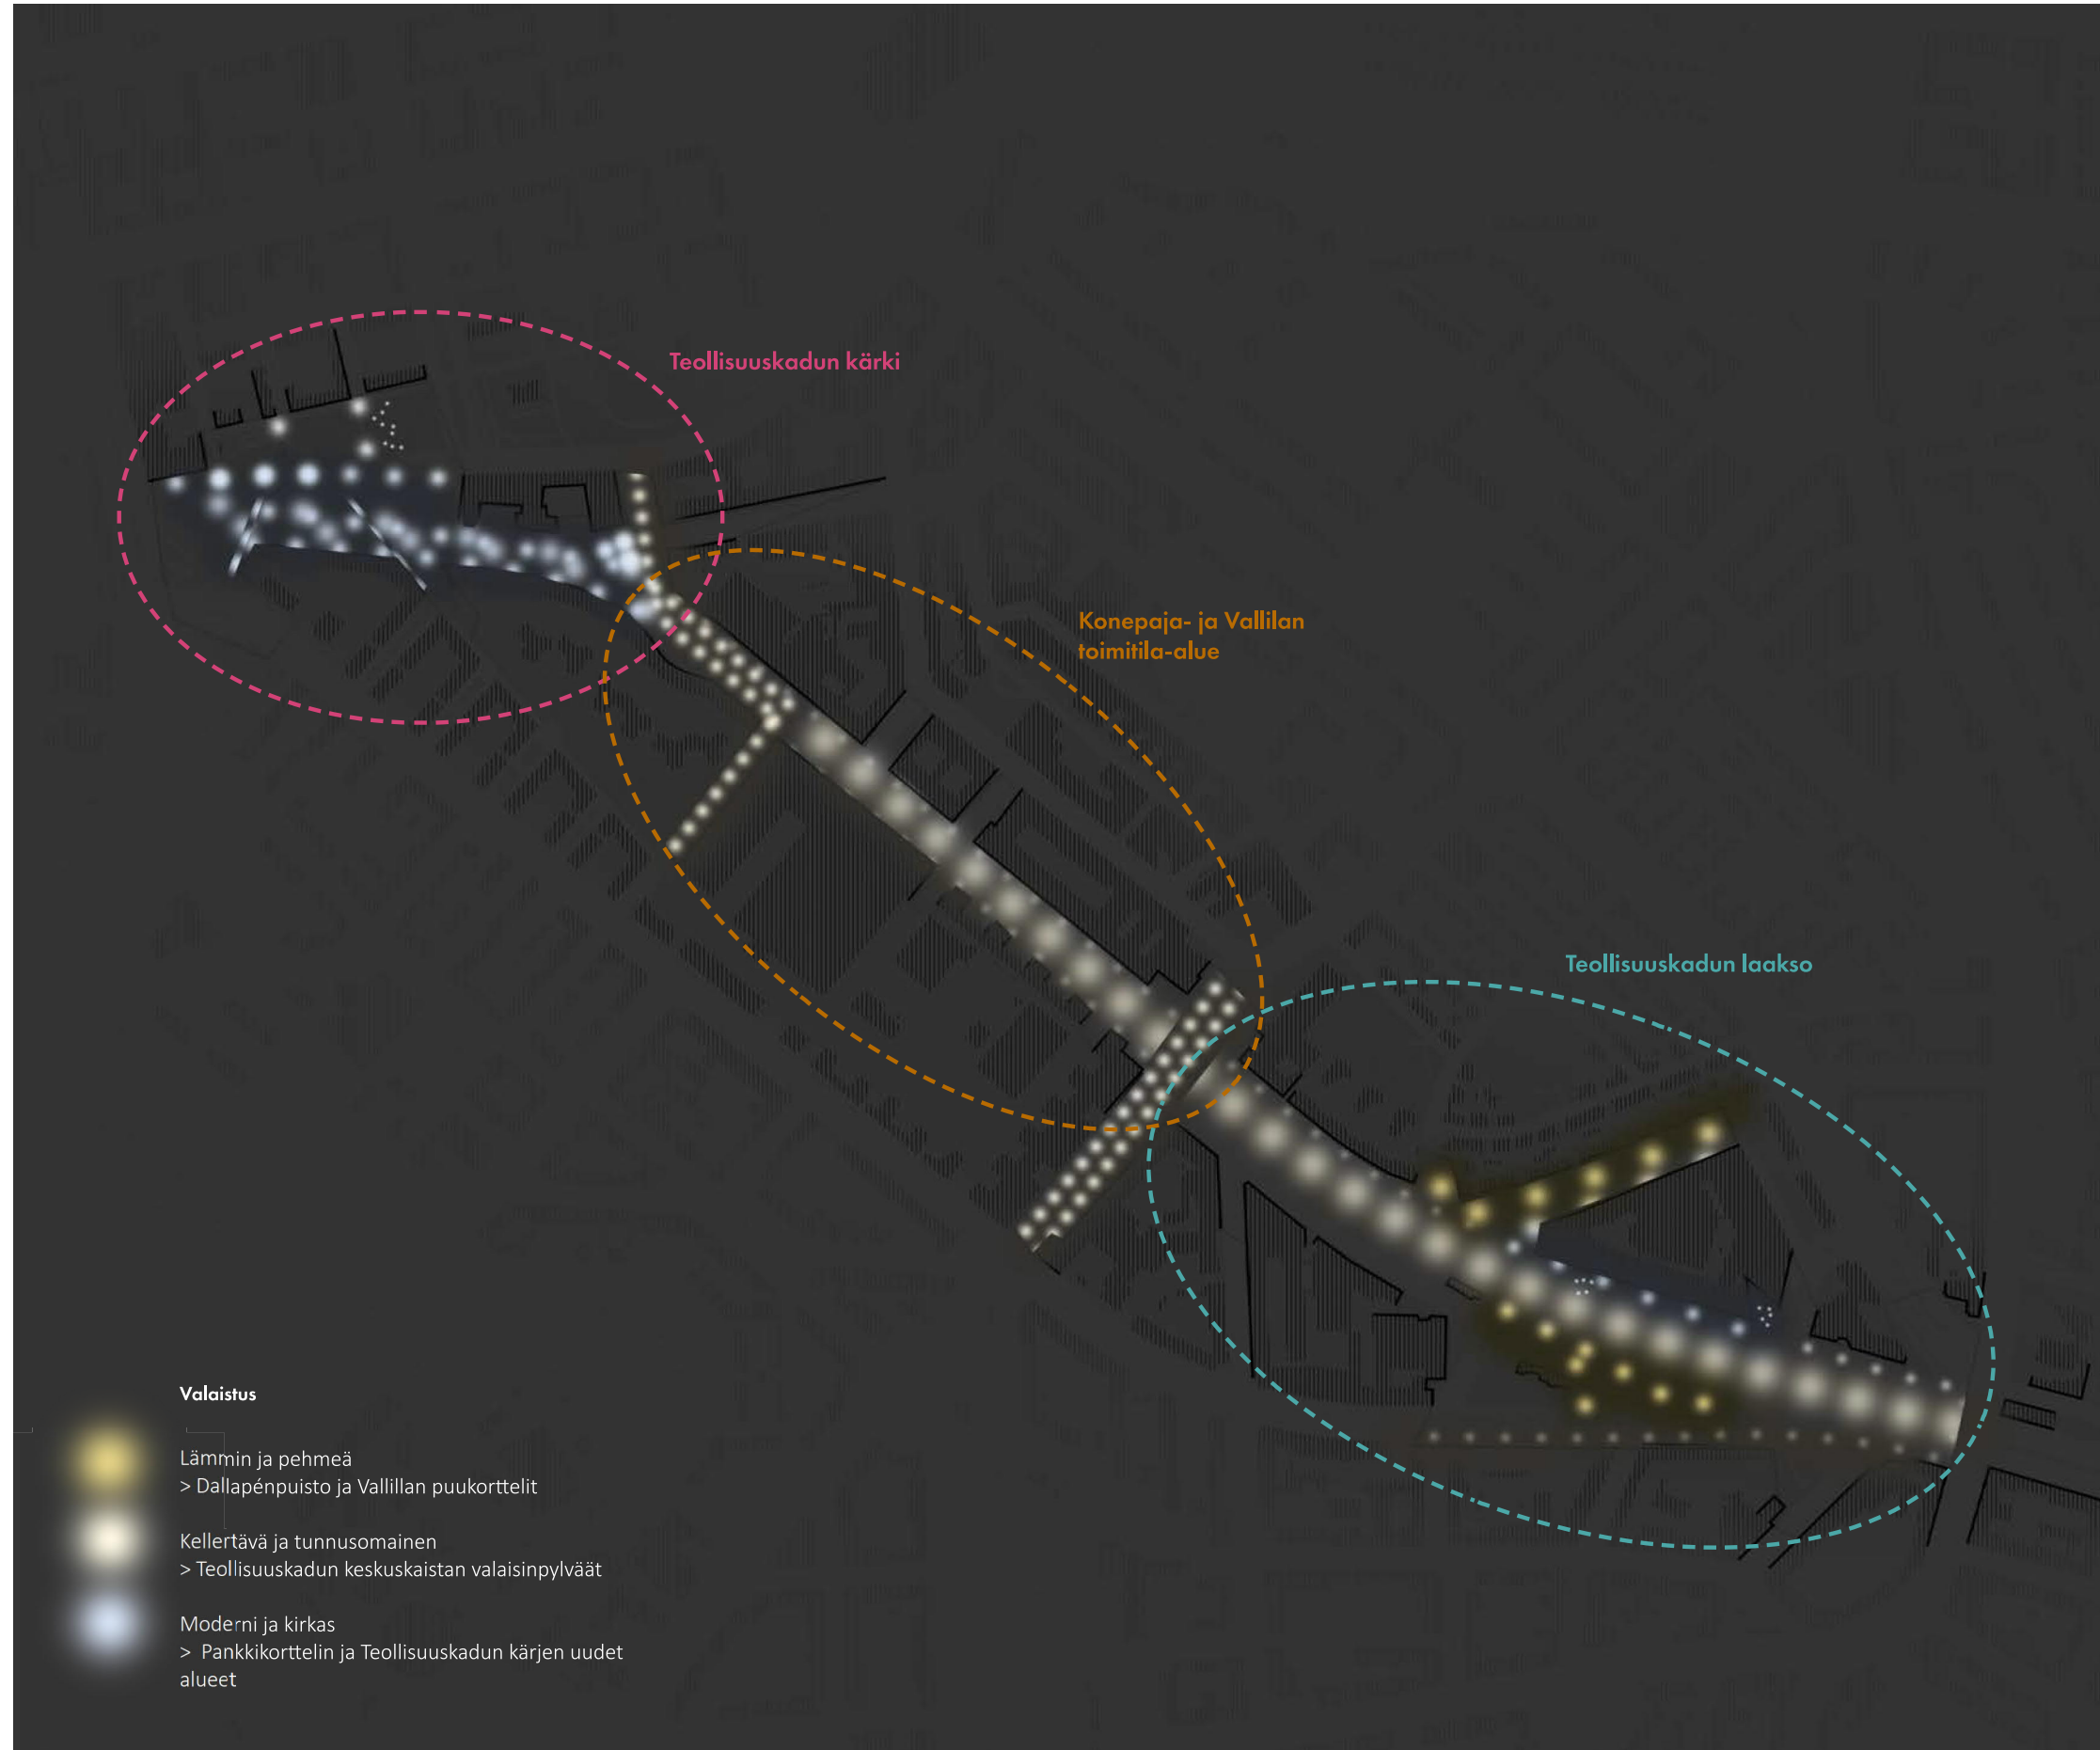 Teollisuuskadun kärki
Konepaja- ja Vallilan
toimitila-alue
Teollisuuskadun laakso
Valaistus
Lämmin ja pehmeä
> Dallapénpuisto ja Vallillan puukorttelit
Kellertävä ja tunnusomainen
> Teollisuuskadun keskuskaistan valaisinpylväät
Moderni ja kirkas
> Pankkikorttelin ja Teollisuuskadun kärjen uudet
alueet